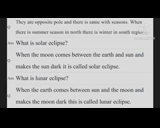 They are opposite pols and there is came with seasons. When
there is summer season in north there is winter in south
What is solar eclipse?
When the moon comes between the earth and sun and
makes the sun dark it is called solar eclipse.
What is lunar eclipse?
When the earth comes between sun and the moon and
makes the moon dark this is called lunar eclipse.